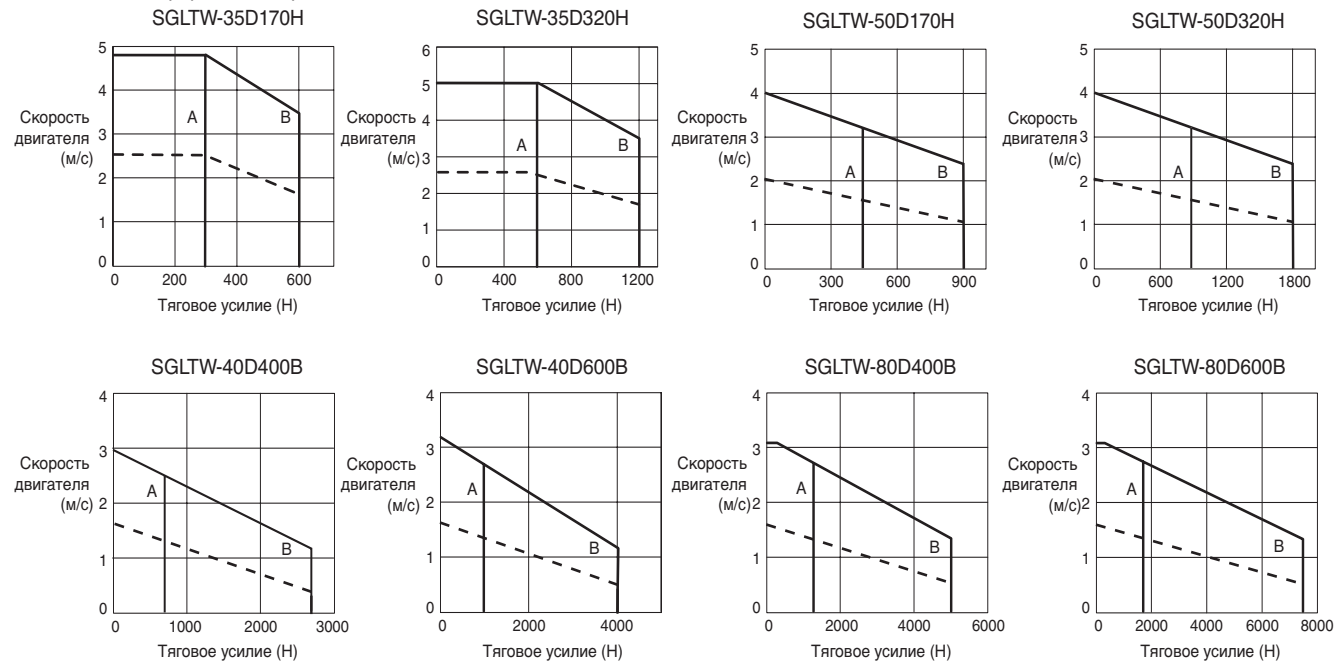 SGLTW-35D170H
SGLTW-35D320H
SGLTW-50D170H
SGLTW-50D320H
5
4
3
2
1
0
Скорость
двигателя
(м/с)
A
B
0 200 400 600
Тяговое усилие (Н)
6
5
4
3
2
1
0
Скорость
двигателя
(м/с)
A
B
0 400 800 1200
Тяговое усилие (Н)
5
4
3
2
1
0
Скорость
двигателя
(м/с)
A
B
0 300 600 900
Тяговое усилие (Н)
5
4
3
2
1
0
Скорость
двигателя
(м/с)
A
B
0 600 1200 1800
Тяговое усилие (Н)
SGLTW-40D400B
SGLTW-40D600B
SGLTW-80D400B
SGLTW-80D600B
4
3
2
1
0
Скорость
двигателя
(м/с)
A
B
0 1000 2000 3000
Тяговое усилие (Н)
4
3
2
1
0
Скорость
двигателя
(м/с)
A
B
0 2000 4000
Тяговое усилие (Н)
4
3
2
1
0
Скорость
двигателя
(м/с)
A
B
0 2000 4000 6000
Тяговое усилие (Н)
4
3
2
1
0
Скорость
двигателя
(м/с)
A
B
0 2000 4000 6000 8000
Тяговое усилие (Н)